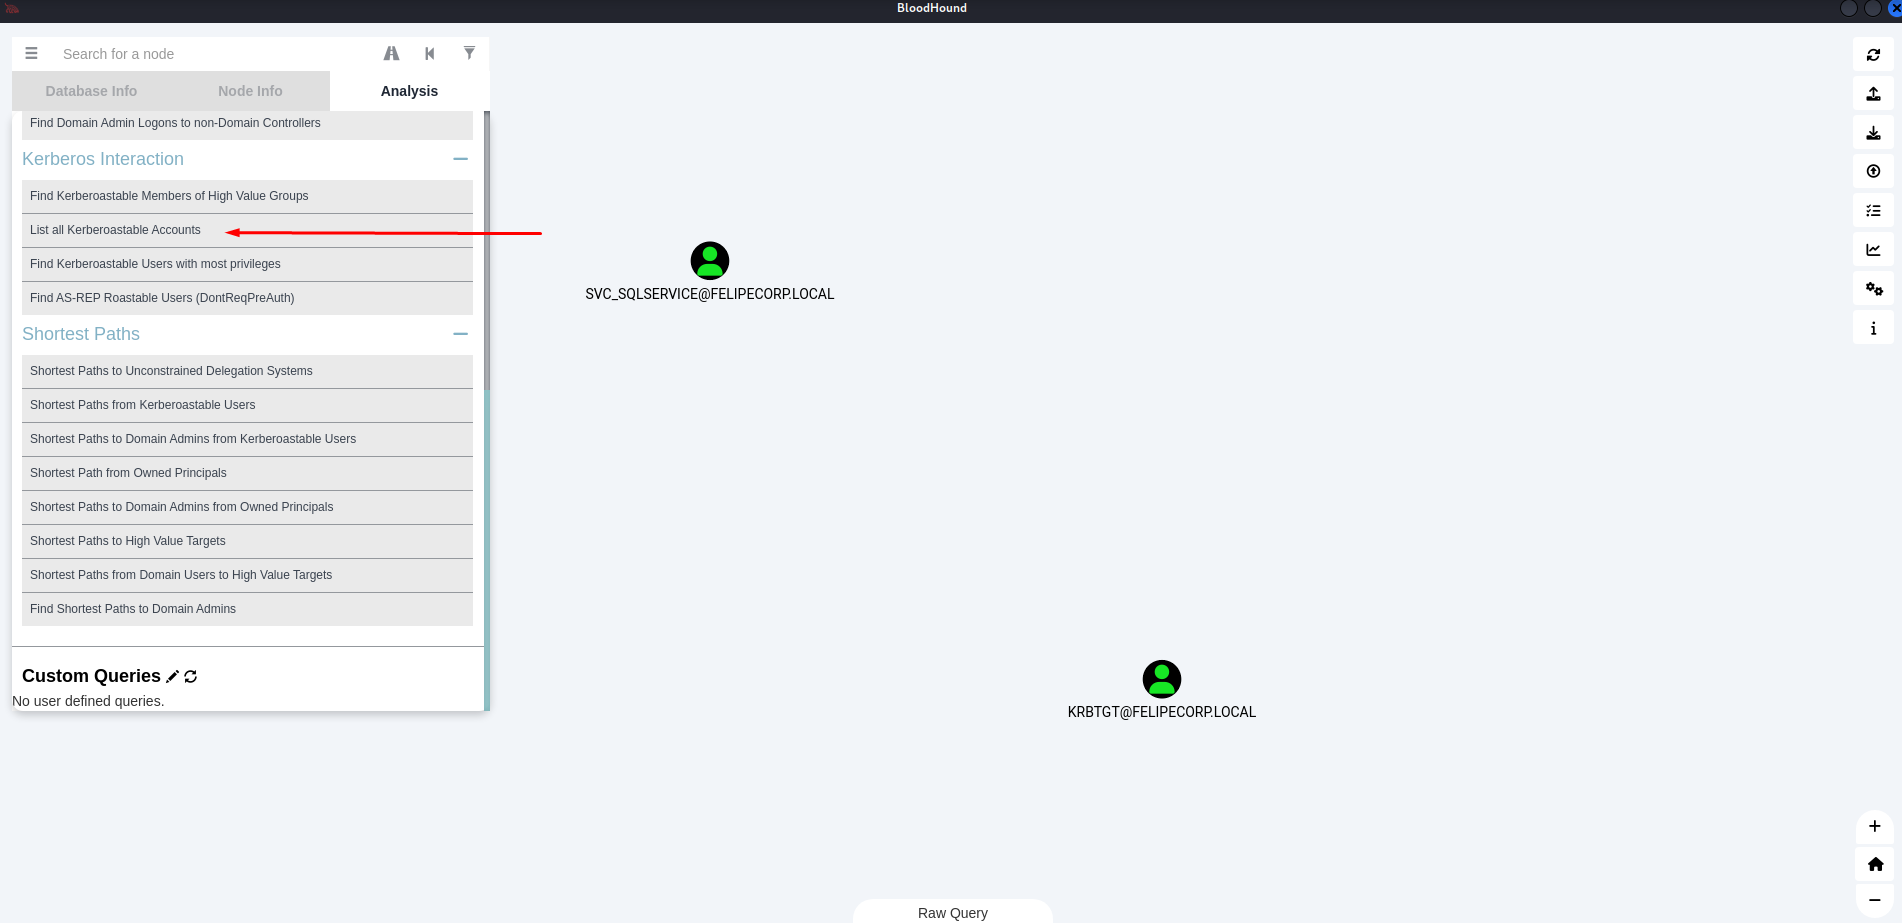 BloodHound
Search for a node
Database Info
Node Info
Analysis
Find Domain Admin Logons to non-Domain Controllers
Kerberos Interaction
Find Kerberoastable Members of High Value Groups
List all Kerberoastable Accounts
Find Kerberoastable Users with most privileges
Find AS-REP Roastable Users (DontReqPreAuth)
Shortest Paths
Shortest Paths to Unconstrained Delegation Systems
Shortest Paths from Kerberoastable Users
Shortest Paths to Domain Admins from Kerberoastable Users
Shortest Path from Owned Principals
Shortest Paths to Domain Admins from Owned Principals
Shortest Paths to High Value Targets
Shortest Paths from Domain Users to High Value Targets
Find Shortest Paths to Domain Admins
Custom Queries
No user defined queries.
SVC_SQLSERVICE@FELIPECORP.LOCAL
KRBTGT@FELIPECORP.LOCAL
Raw Query